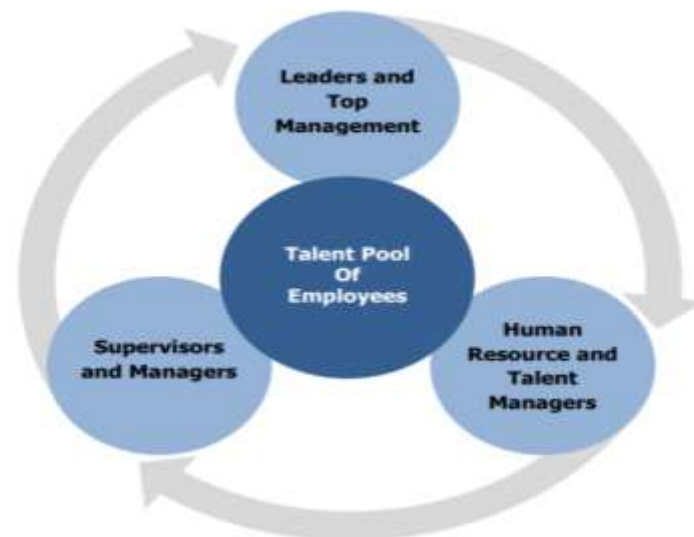 Leaders and
Top
Management
Talent Pool
Of
Employees
Supervisors
and Managers
Human
Resource and
Talent
Managers